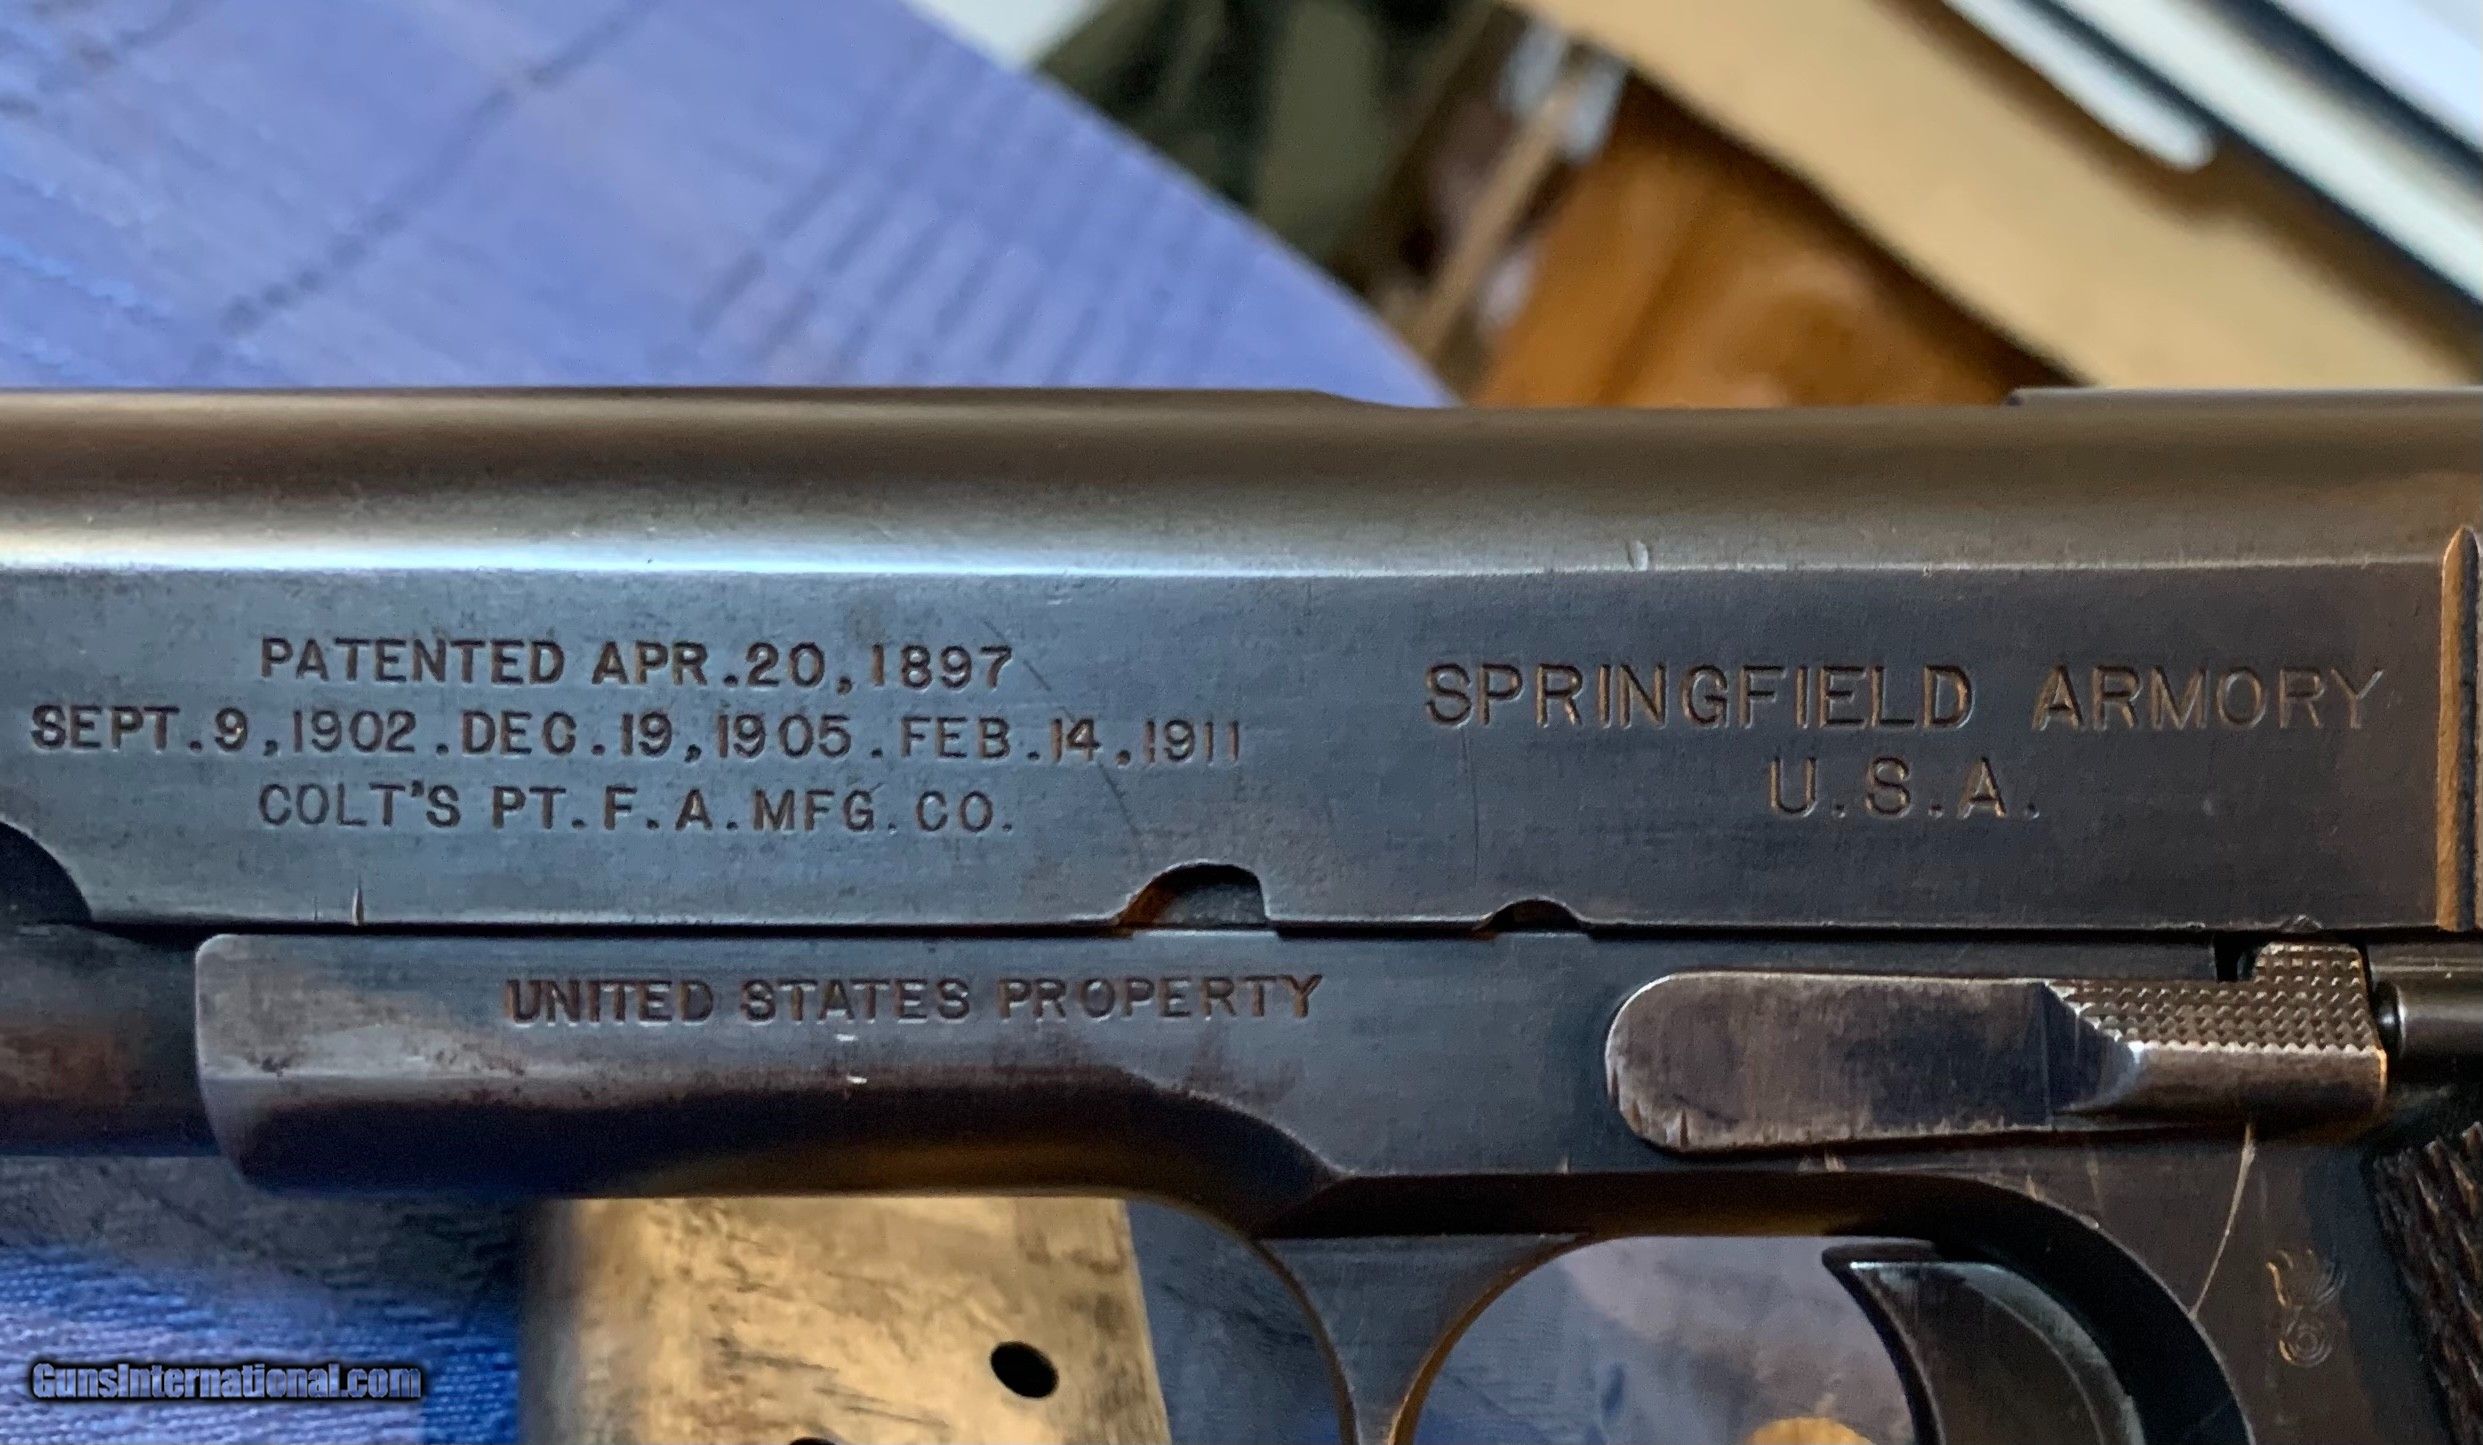 PATENTED APR.20,1897
SEPT.9,1902.DEC.19,1905.FEB.14,1911
COLT'S PT.F.A.MFG.CO.
SPRINGFIELD ARMORY
U.S.A.
UNITED STATES PROPERTY
GunsInternational.com